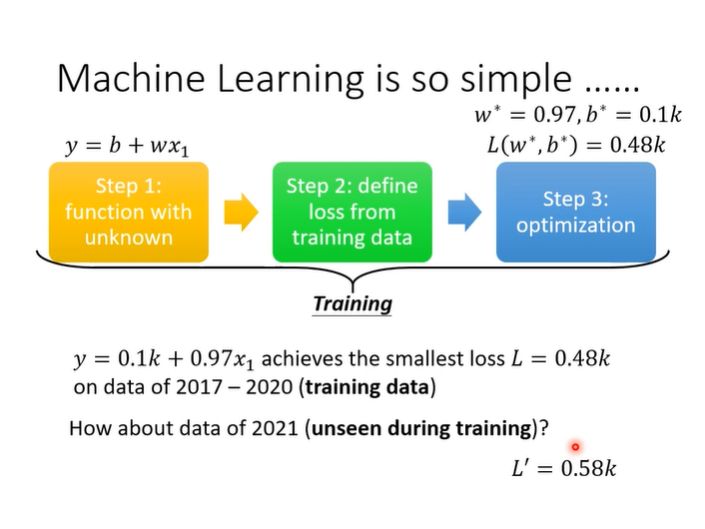 Machine Learning is so simple ......
w* = 0.97, b* = 0.1k
y = b + wx₁
L(w*, b*) = 0.48k
Step 1:
function with
unknown
Step 2: define
loss from
training data
Step 3:
optimization
Training
y = 0.1k + 0.97x₁ achieves the smallest loss L = 0.48k
on data of 2017 – 2020 (training data)
How about data of 2021 (unseen during training)?
L′ = 0.58k